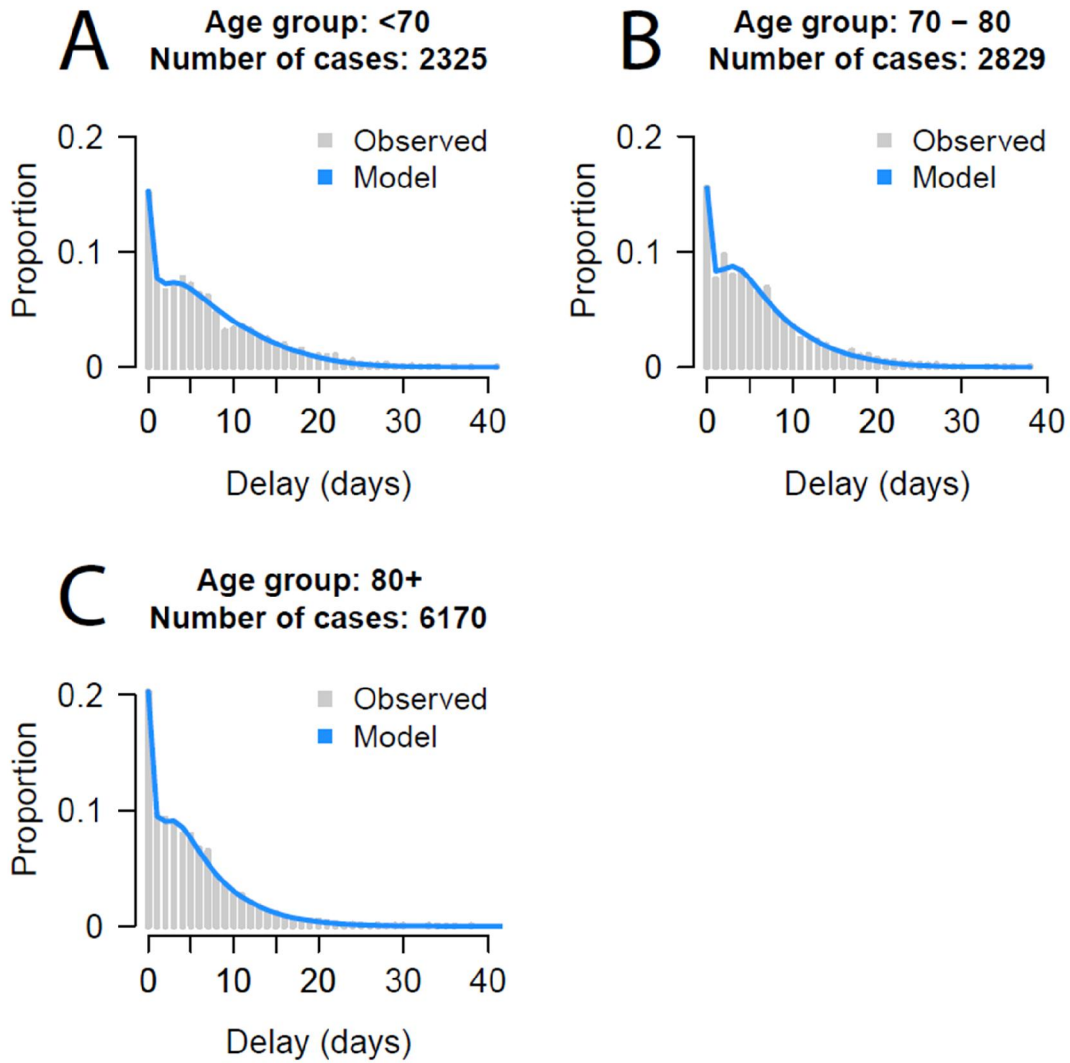 A
Age group: <70
Number of cases: 2325
Proportion
0.2
0.1
0
Observed
Model
0 10 20 30 40
Delay (days)
B
Age group: 70 − 80
Number of cases: 2829
Proportion
0.2
0.1
0
Observed
Model
0 10 20 30 40
Delay (days)
C
Age group: 80+
Number of cases: 6170
Proportion
0.2
0.1
0
Observed
Model
0 10 20 30 40
Delay (days)